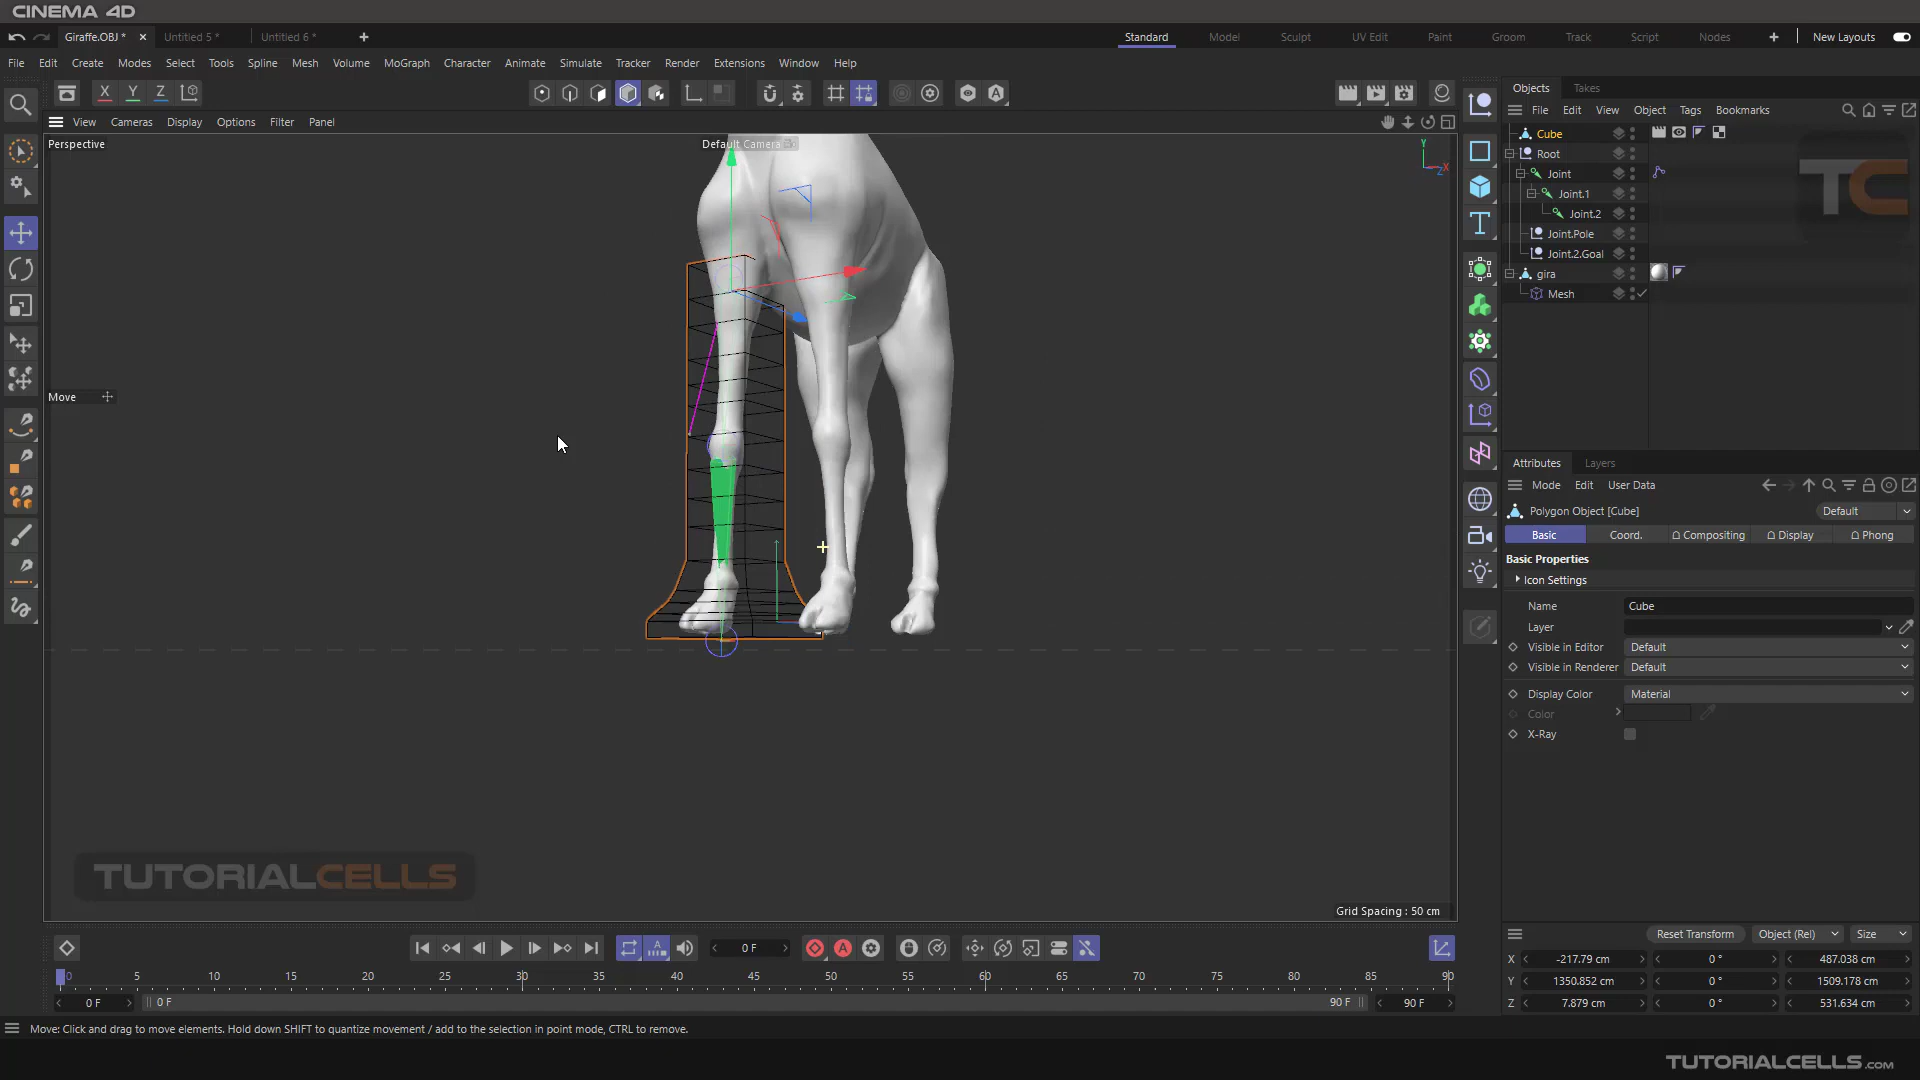 CINEMA 4D
Giraffe.OBJ *
Untitled 5 *
Untitled 6 *
Standard
Model
Sculpt
UV Edit
Paint
Groom
Track
Script
Nodes
New Layouts
File Edit Create Modes Select Tools Spline Mesh Volume MoGraph Character Animate Simulate Tracker Render Extensions Window Help
X Y Z
View Cameras Display Options Filter Panel
Perspective
Default Camera
Y
X
Z
Move
TUTORIALCELLS
Grid Spacing : 50 cm
Objects Takes
File Edit View Object Tags Bookmarks
Cube
Root
Joint
Joint.1
Joint.2
Joint.Pole
Joint.2.Goal
gira
Mesh
TC
Attributes Layers
Mode Edit User Data
Polygon Object [Cube]
Default
Basic Coord. Compositing Display Phong
Basic Properties
Icon Settings
Name Cube
Layer
Visible in Editor Default
Visible in Renderer Default
Display Color Material
Color
X-Ray
Reset Transform Object (Rel) Size
X -217.79 cm 0 ° 487.038 cm
Y 1350.852 cm 0 ° 1509.178 cm
Z 7.879 cm 0 ° 531.634 cm
0 F
0 5 10 15 20 25 30 35 40 45 50 55 60 65 70 75 80 85 90
0 F 0 F 90 F 90 F
Move: Click and drag to move elements. Hold down SHIFT to quantize movement / add to the selection in point mode, CTRL to remove.
TUTORIALCELLS.COM